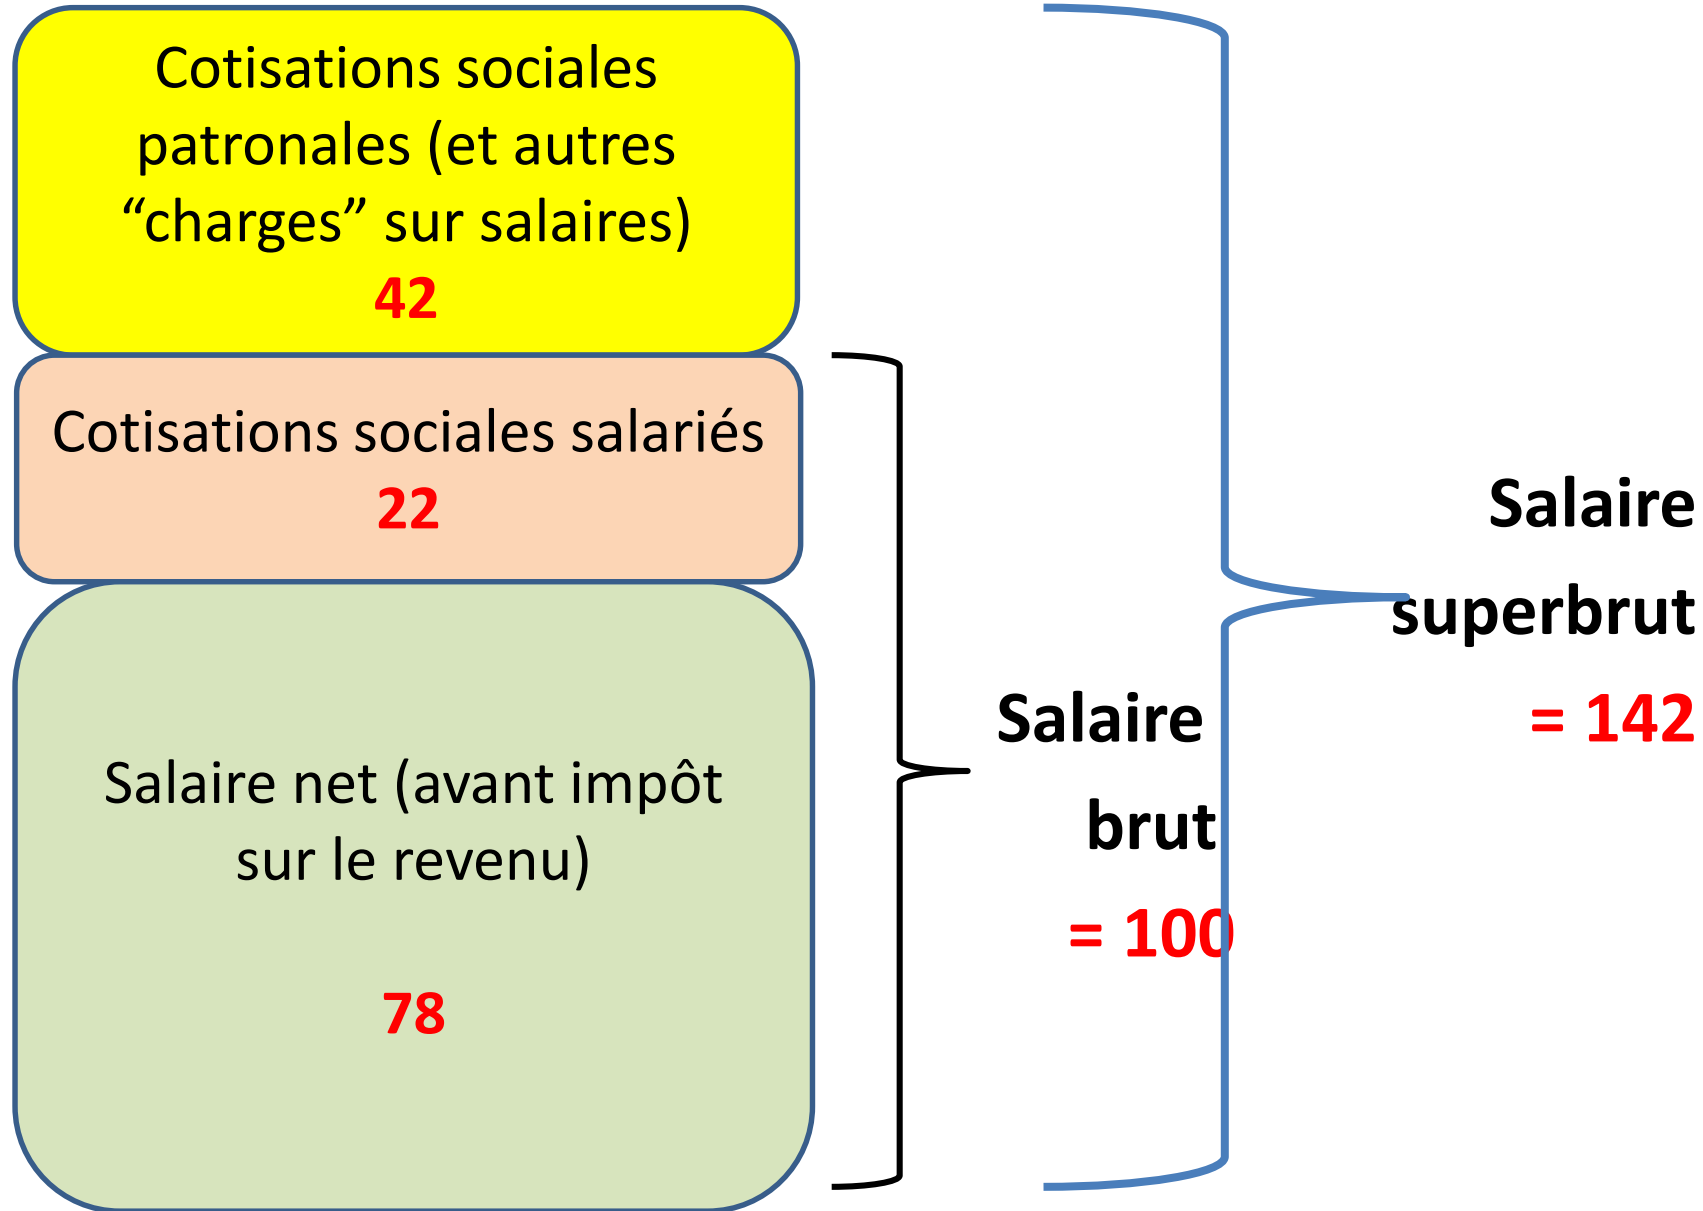 Cotisations sociales
patronales (et autres
“charges” sur salaires)
42
Cotisations sociales salariés
22
Salaire net (avant impôt
sur le revenu)
78
Salaire
brut
= 100
Salaire
superbrut
= 142